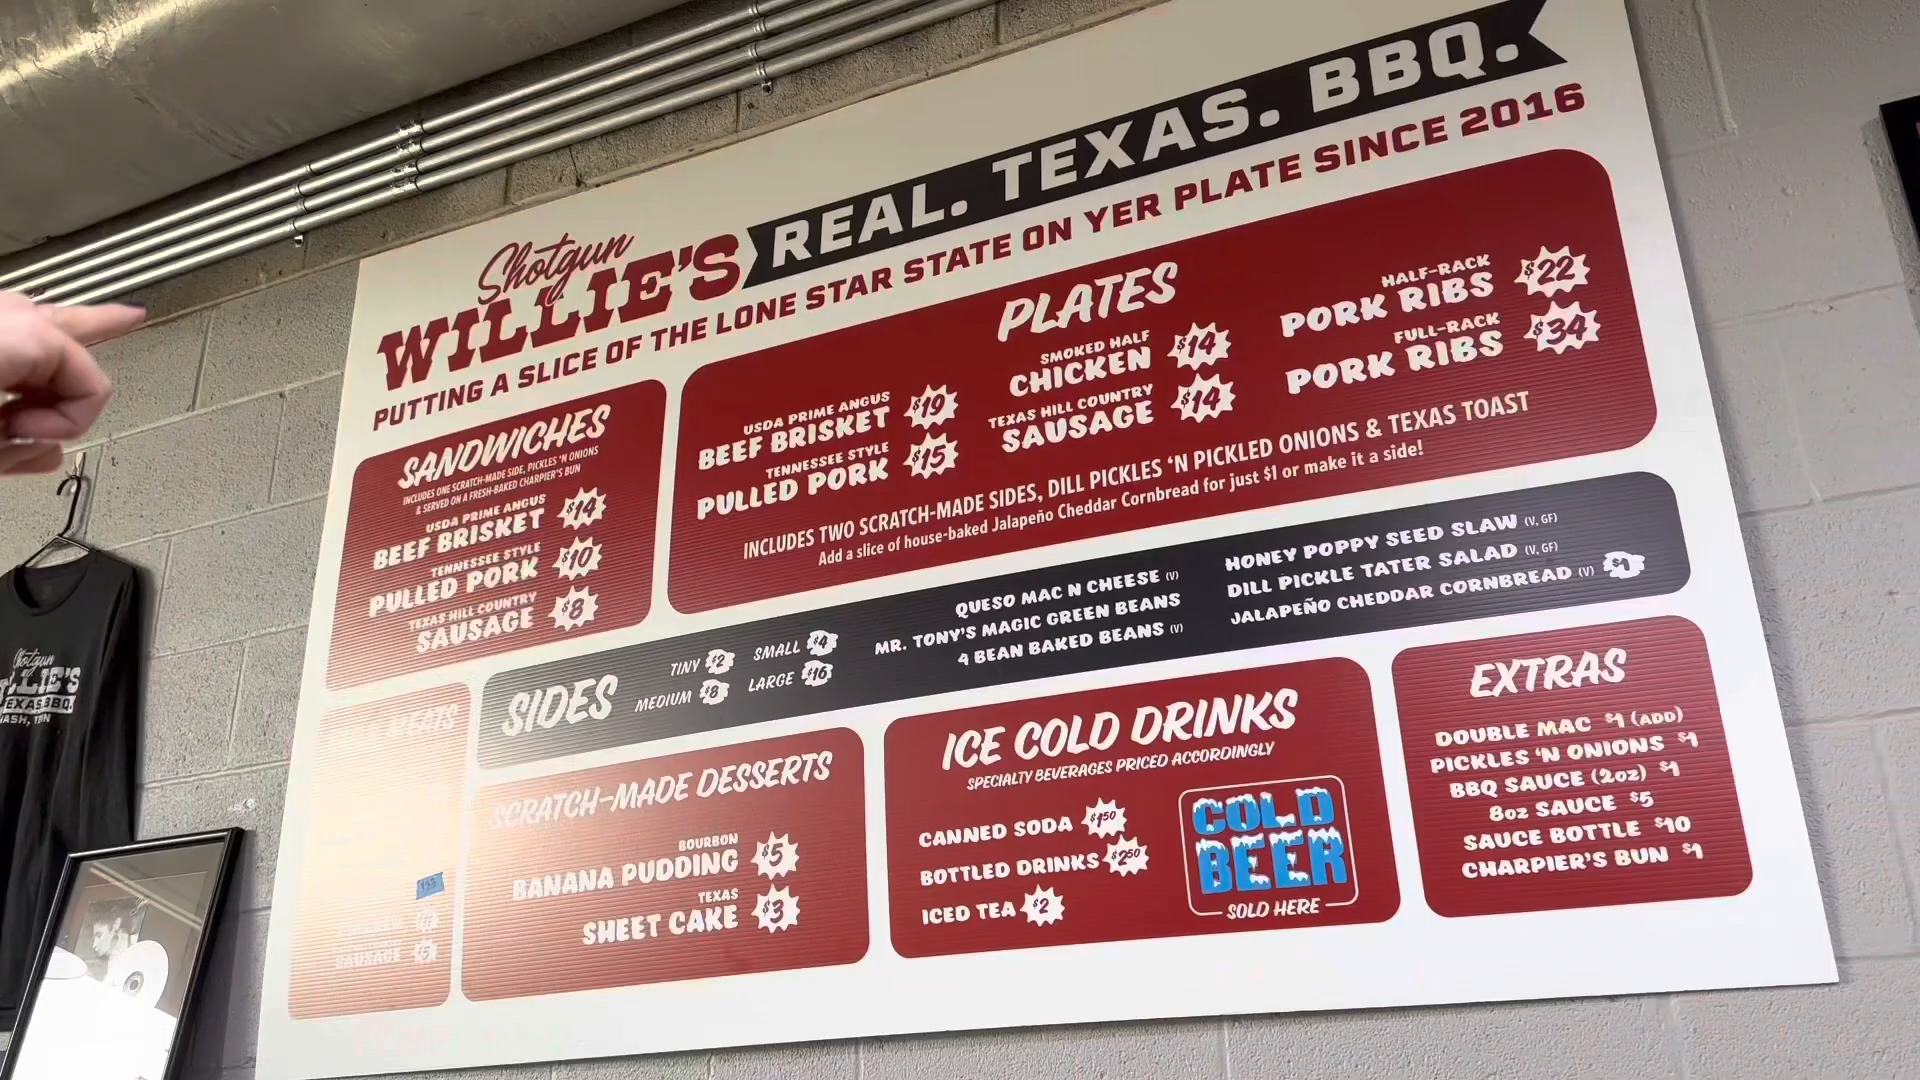 Shotgun
WILLIE'S
REAL. TEXAS. BBQ.
PUTTING A SLICE OF THE LONE STAR STATE ON YER PLATE SINCE 2016
SANDWICHES
INCLUDES ONE SCRATCH-MADE SIDE, PICKLES 'N ONIONS
& SERVED ON A FRESH-BAKED CHARPIER'S BUN
USDA PRIME ANGUS
BEEF BRISKET $14
TENNESSEE STYLE
PULLED PORK $10
TEXAS HILL COUNTRY
SAUSAGE $8
PLATES
USDA PRIME ANGUS
BEEF BRISKET $19
TENNESSEE STYLE
PULLED PORK $15
SMOKED HALF
CHICKEN $14
TEXAS HILL COUNTRY
SAUSAGE $14
HALF-RACK
PORK RIBS $22
FULL-RACK
PORK RIBS $34
INCLUDES TWO SCRATCH-MADE SIDES, DILL PICKLES 'N PICKLED ONIONS & TEXAS TOAST
Add a slice of house-baked Jalapeño Cheddar Cornbread for just $1 or make it a side!
SIDES
TINY $2 SMALL $4
MEDIUM $8 LARGE $16
QUESO MAC N CHEESE (V)
MR. TONY'S MAGIC GREEN BEANS
4 BEAN BAKED BEANS (V)
HONEY POPPY SEED SLAW (V, GF)
DILL PICKLE TATER SALAD (V, GF)
JALAPEÑO CHEDDAR CORNBREAD (V) $1
MEATS
SAUSAGE $5
SCRATCH-MADE DESSERTS
BOURBON
BANANA PUDDING $5
TEXAS
SHEET CAKE $3
ICE COLD DRINKS
SPECIALTY BEVERAGES PRICED ACCORDINGLY
CANNED SODA $1.50
BOTTLED DRINKS $2.50
ICED TEA $2
COLD
BEER
SOLD HERE
EXTRAS
DOUBLE MAC $1 (ADD)
PICKLES 'N ONIONS $1
BBQ SAUCE (2oz) $1
8oz SAUCE $5
SAUCE BOTTLE $10
CHARPIER'S BUN $1
Shotgun
TEXAS BBQ.